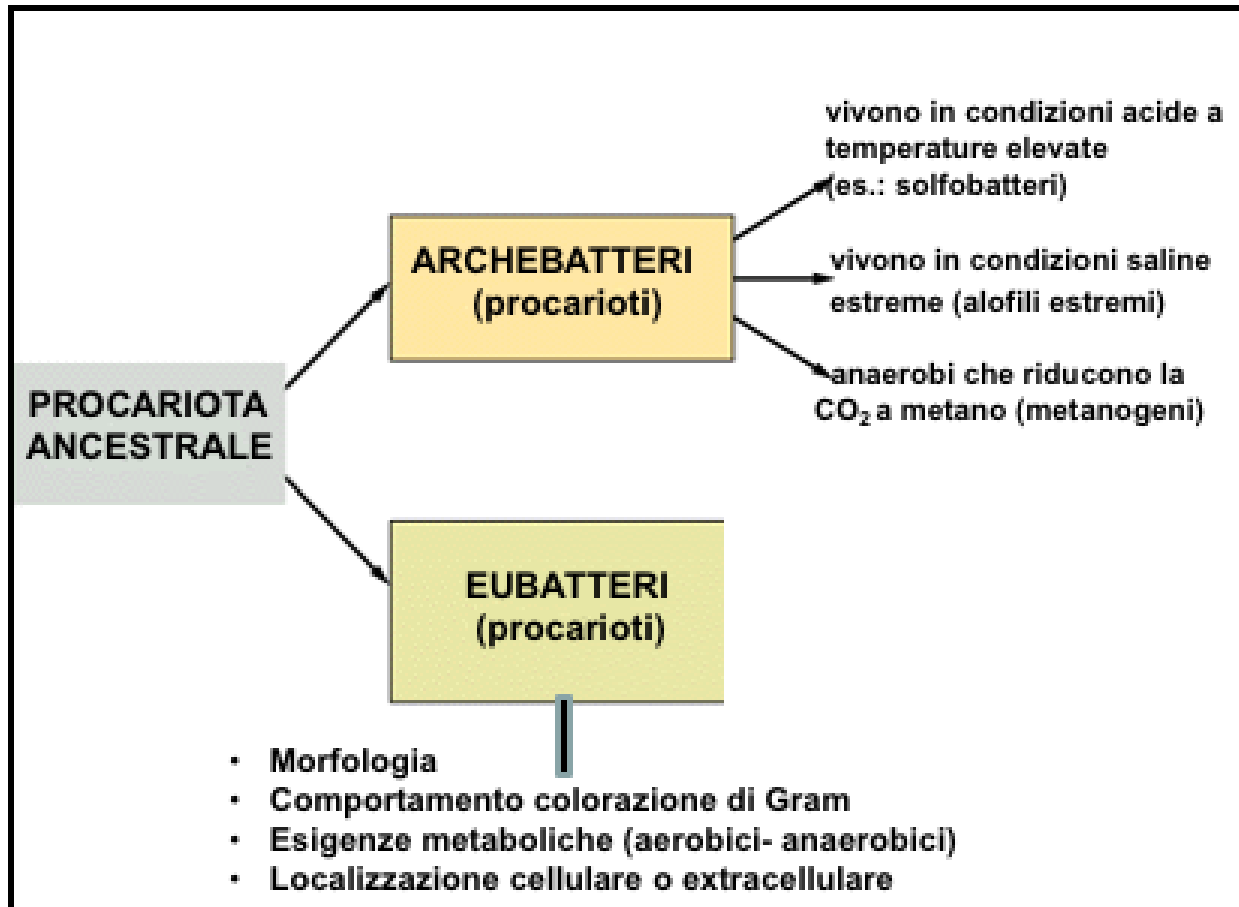 vivono in condizioni acide a
temperature elevate
(es.: solfobatteri)
ARCHEBATTERI
(procarioti)
vivono in condizioni saline
estreme (alofili estremi)
anaerobi che riducono la
CO₂ a metano (metanogeni)
PROCARIOTA
ANCESTRALE
EUBATTERI
(procarioti)
• Morfologia
• Comportamento colorazione di Gram
• Esigenze metaboliche (aerobici- anaerobici)
• Localizzazione cellulare o extracellulare